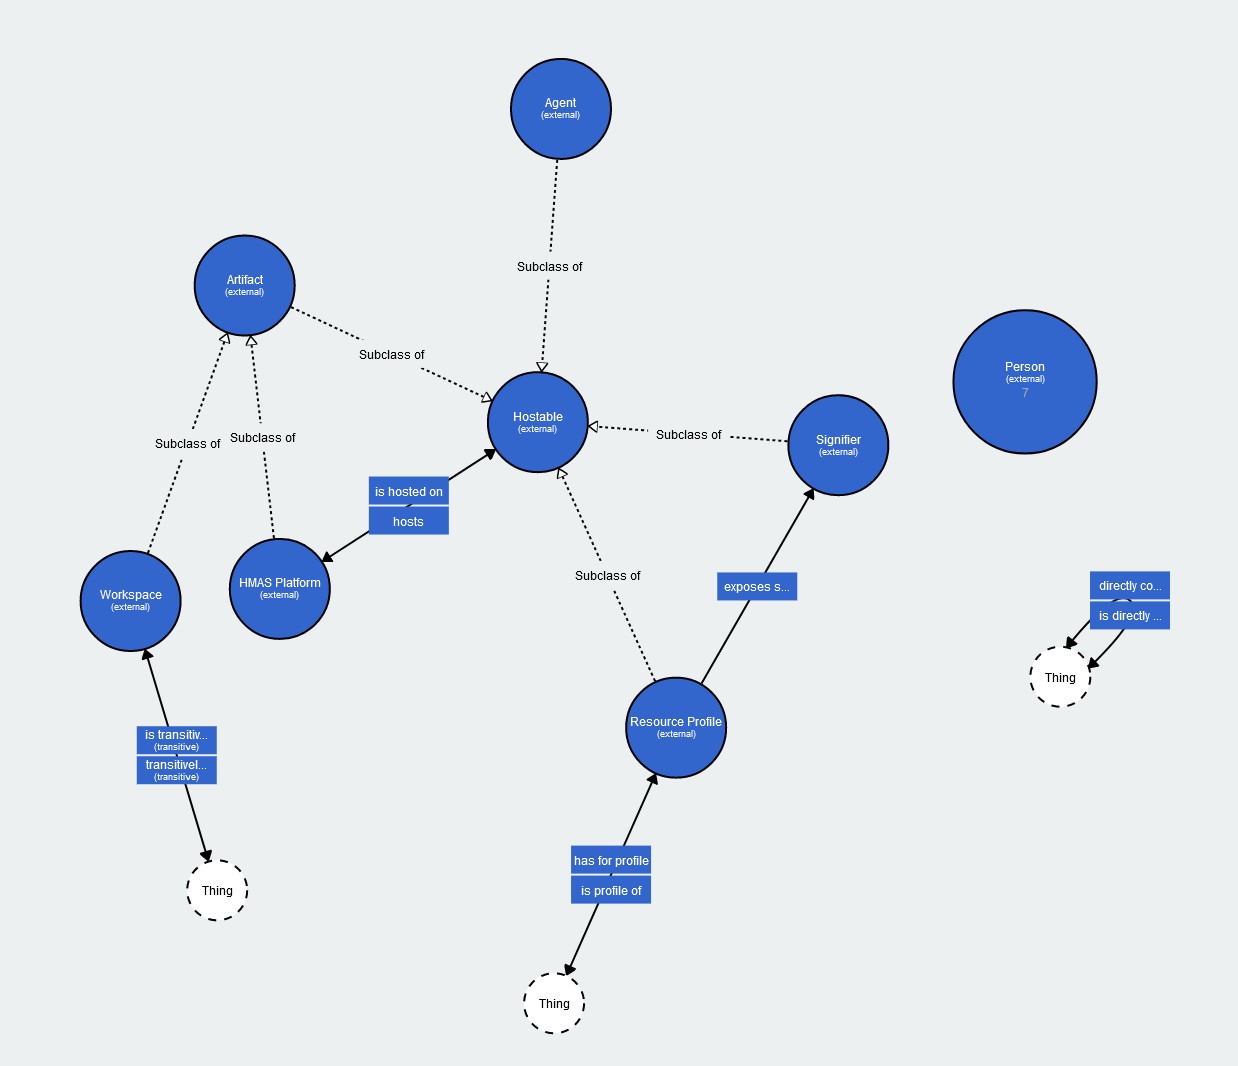 Agent
(external)
Subclass of
Artifact
(external)
Subclass of
Hostable
(external)
Person
(external)
7
Subclass of
Signifier
(external)
Subclass of
Subclass of
is hosted on
hosts
Workspace
(external)
HMAS Platform
(external)
Subclass of
exposes s...
directly co...
is directly ...
Thing
Resource Profile
(external)
is transitiv...
(transitive)
transitivel...
(transitive)
has for profile
is profile of
Thing
Thing